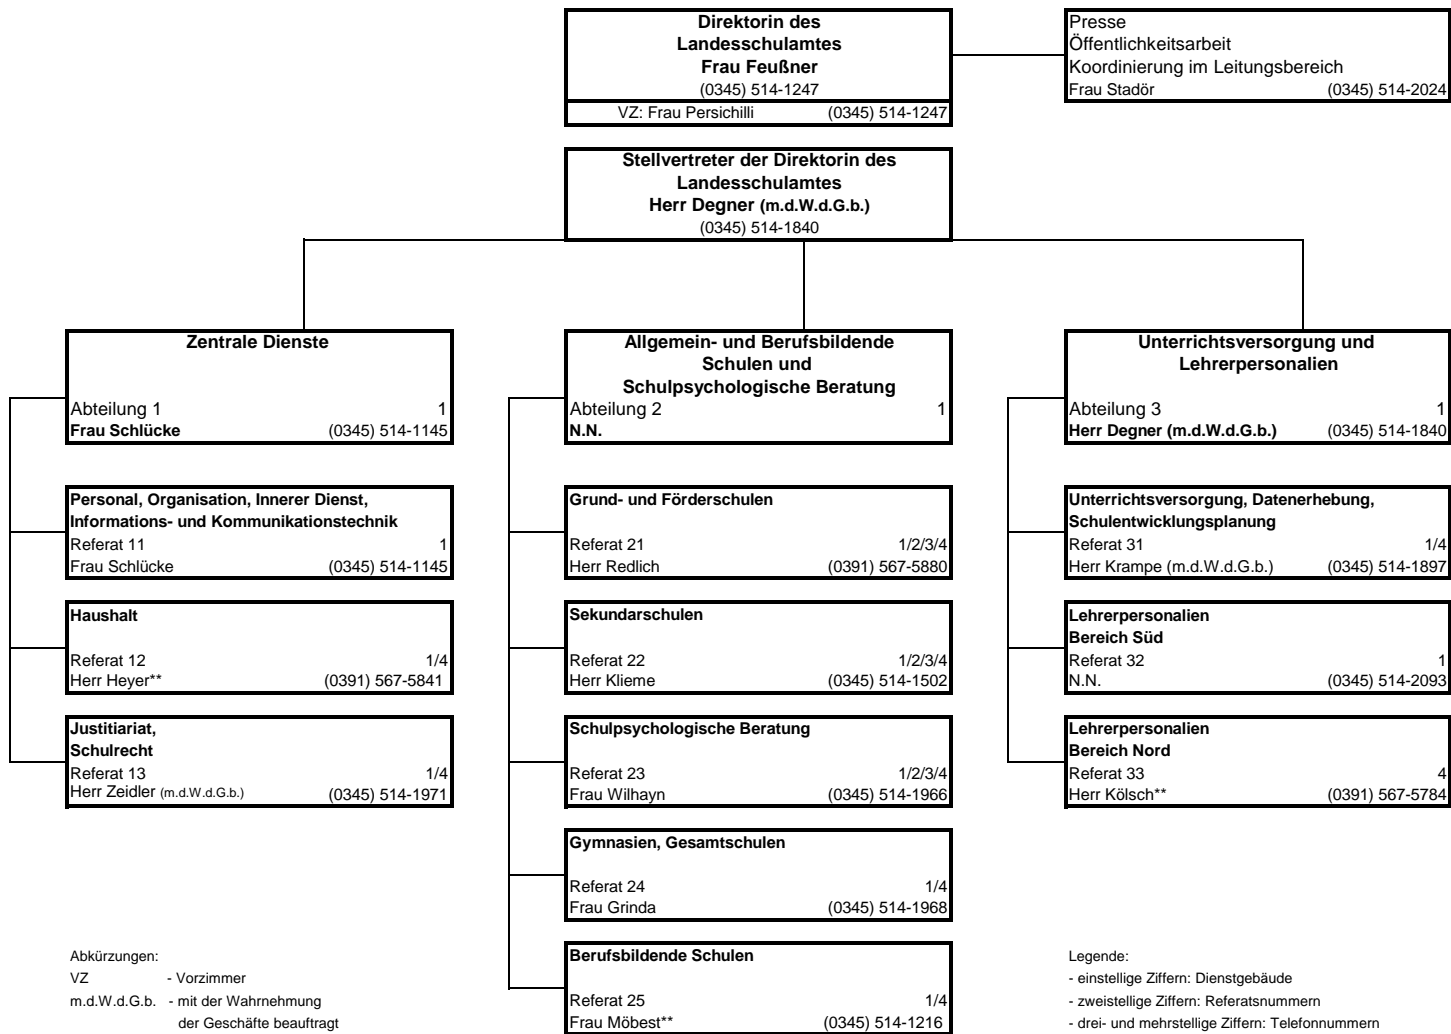 Direktorin des
Landesschulamtes
Frau Feußner
(0345) 514-1247
VZ: Frau Persichilli (0345) 514-1247
Presse
Öffentlichkeitsarbeit
Koordinierung im Leitungsbereich
Frau Stadör (0345) 514-2024
Stellvertreter der Direktorin des
Landesschulamtes
Herr Degner (m.d.W.d.G.b.)
(0345) 514-1840
Zentrale Dienste
Abteilung 1 1
Frau Schlücke (0345) 514-1145
Personal, Organisation, Innerer Dienst,
Informations- und Kommunikationstechnik
Referat 11 1
Frau Schlücke (0345) 514-1145
Haushalt
Referat 12 1/4
Herr Heyer** (0391) 567-5841
Justitiariat,
Schulrecht
Referat 13 1/4
Herr Zeidler (m.d.W.d.G.b.) (0345) 514-1971
Allgemein- und Berufsbildende
Schulen und
Schulpsychologische Beratung
Abteilung 2 1
N.N.
Grund- und Förderschulen
Referat 21 1/2/3/4
Herr Redlich (0391) 567-5880
Sekundarschulen
Referat 22 1/2/3/4
Herr Klieme (0345) 514-1502
Schulpsychologische Beratung
Referat 23 1/2/3/4
Frau Wilhayn (0345) 514-1966
Gymnasien, Gesamtschulen
Referat 24 1/4
Frau Grinda (0345) 514-1968
Berufsbildende Schulen
Referat 25 1/4
Frau Möbest** (0345) 514-1216
Unterrichtsversorgung und
Lehrerpersonalien
Abteilung 3 1
Herr Degner (m.d.W.d.G.b.) (0345) 514-1840
Unterrichtsversorgung, Datenerhebung,
Schulentwicklungsplanung
Referat 31 1/4
Herr Krampe (m.d.W.d.G.b.) (0345) 514-1897
Lehrerpersonalien
Bereich Süd
Referat 32 1
N.N. (0345) 514-2093
Lehrerpersonalien
Bereich Nord
Referat 33 4
Herr Kölsch** (0391) 567-5784
Abkürzungen:
VZ - Vorzimmer
m.d.W.d.G.b. - mit der Wahrnehmung
der Geschäfte beauftragt
Legende:
- einstellige Ziffern: Dienstgebäude
- zweistellige Ziffern: Referatsnummern
- drei- und mehrstellige Ziffern: Telefonnummern